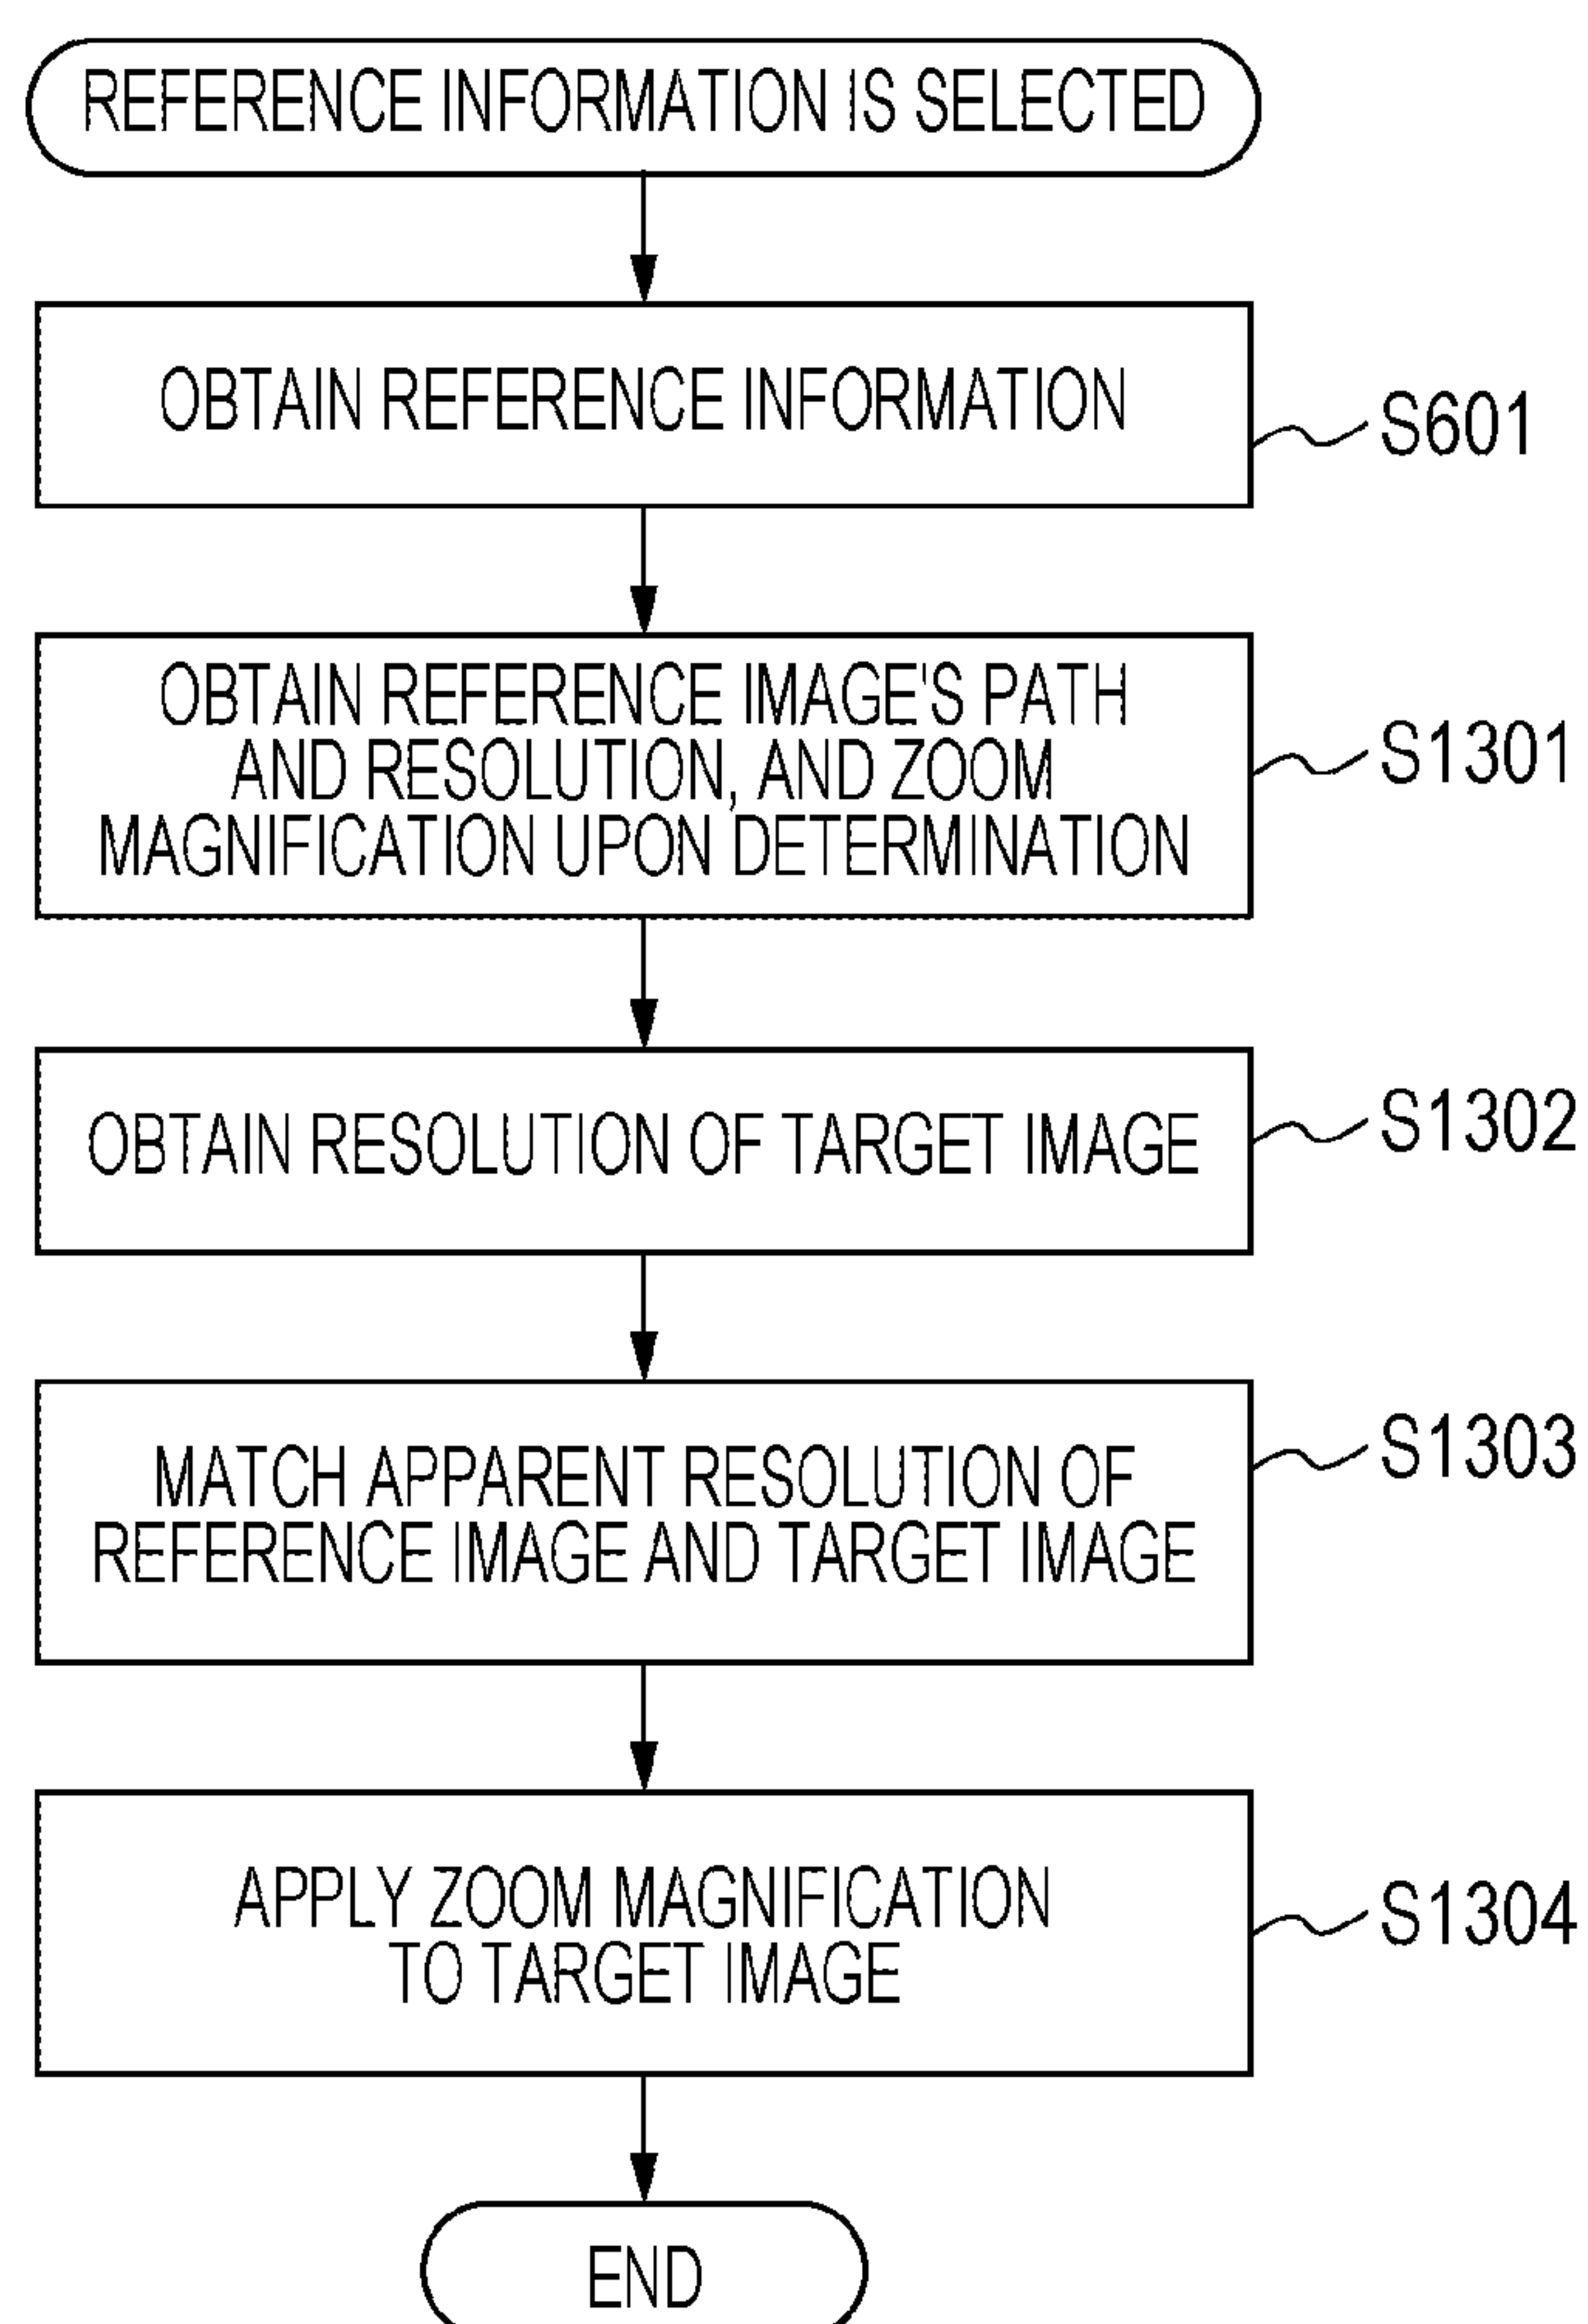 REFERENCE INFORMATION IS SELECTED
OBTAIN REFERENCE INFORMATION
S601
OBTAIN REFERENCE IMAGE'S PATH
AND RESOLUTION, AND ZOOM
MAGNIFICATION UPON DETERMINATION
S1301
OBTAIN RESOLUTION OF TARGET IMAGE
S1302
MATCH APPARENT RESOLUTION OF
REFERENCE IMAGE AND TARGET IMAGE
S1303
APPLY ZOOM MAGNIFICATION
TO TARGET IMAGE
S1304
END